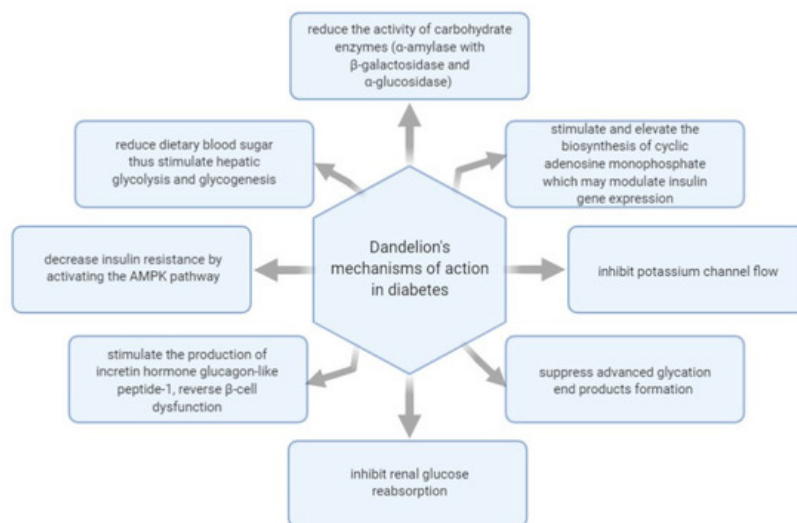 reduce the activity of carbohydrate
enzymes (α-amylase with
β-galactosidase and
α-glucosidase)
reduce dietary blood sugar
thus stimulate hepatic
glycolysis and glycogenesis
stimulate and elevate the
biosynthesis of cyclic
adenosine monophosphate
which may modulate insulin
gene expression
decrease insulin resistance by
activating the AMPK pathway
Dandelion's
mechanisms of action
in diabetes
inhibit potassium channel flow
stimulate the production of
incretin hormone glucagon-like
peptide-1, reverse β-cell
dysfunction
suppress advanced glycation
end products formation
inhibit renal glucose
reabsorption